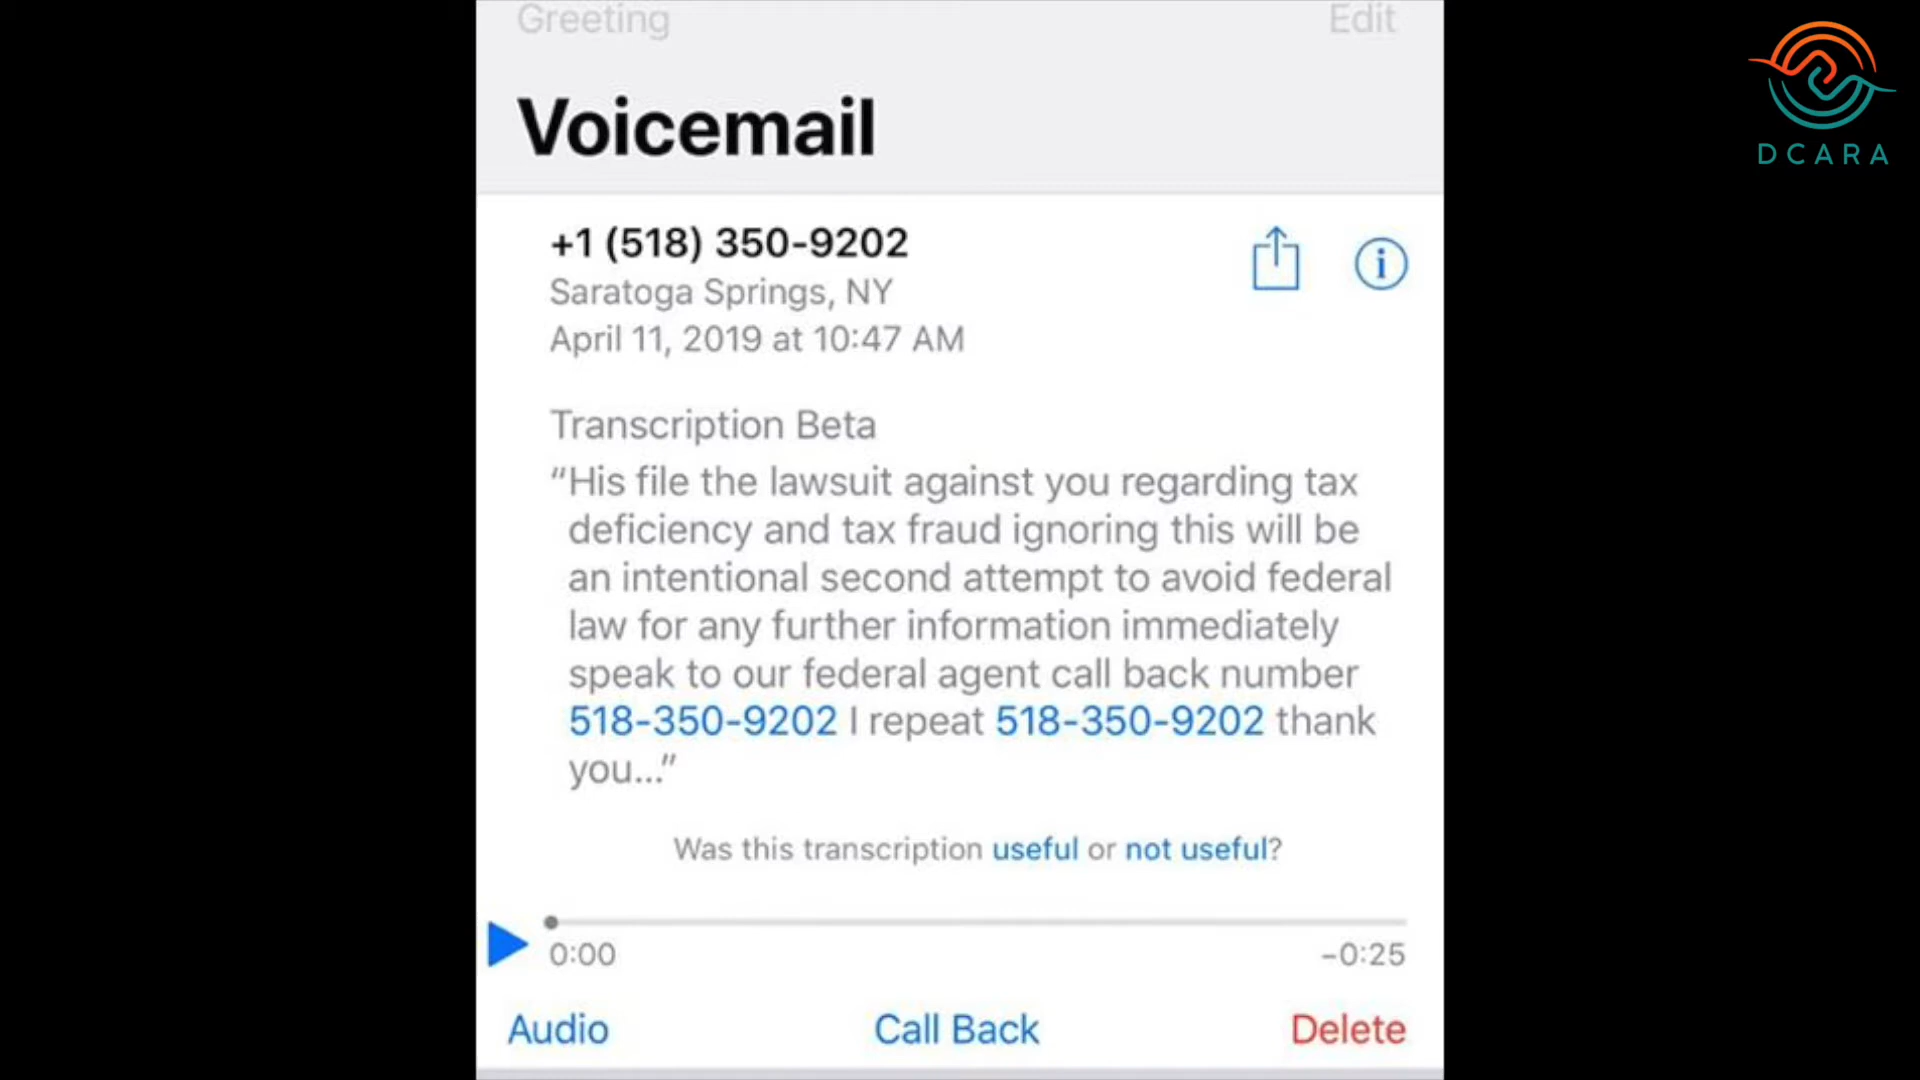 Greeting
Edit
DCARA
Voicemail
+1 (518) 350-9202
Saratoga Springs, NY
April 11, 2019 at 10:47 AM
Transcription Beta
“His file the lawsuit against you regarding tax
deficiency and tax fraud ignoring this will be
an intentional second attempt to avoid federal
law for any further information immediately
speak to our federal agent call back number
518-350-9202 I repeat 518-350-9202 thank
you...”
Was this transcription useful or not useful?
0:00
-0:25
Audio
Call Back
Delete